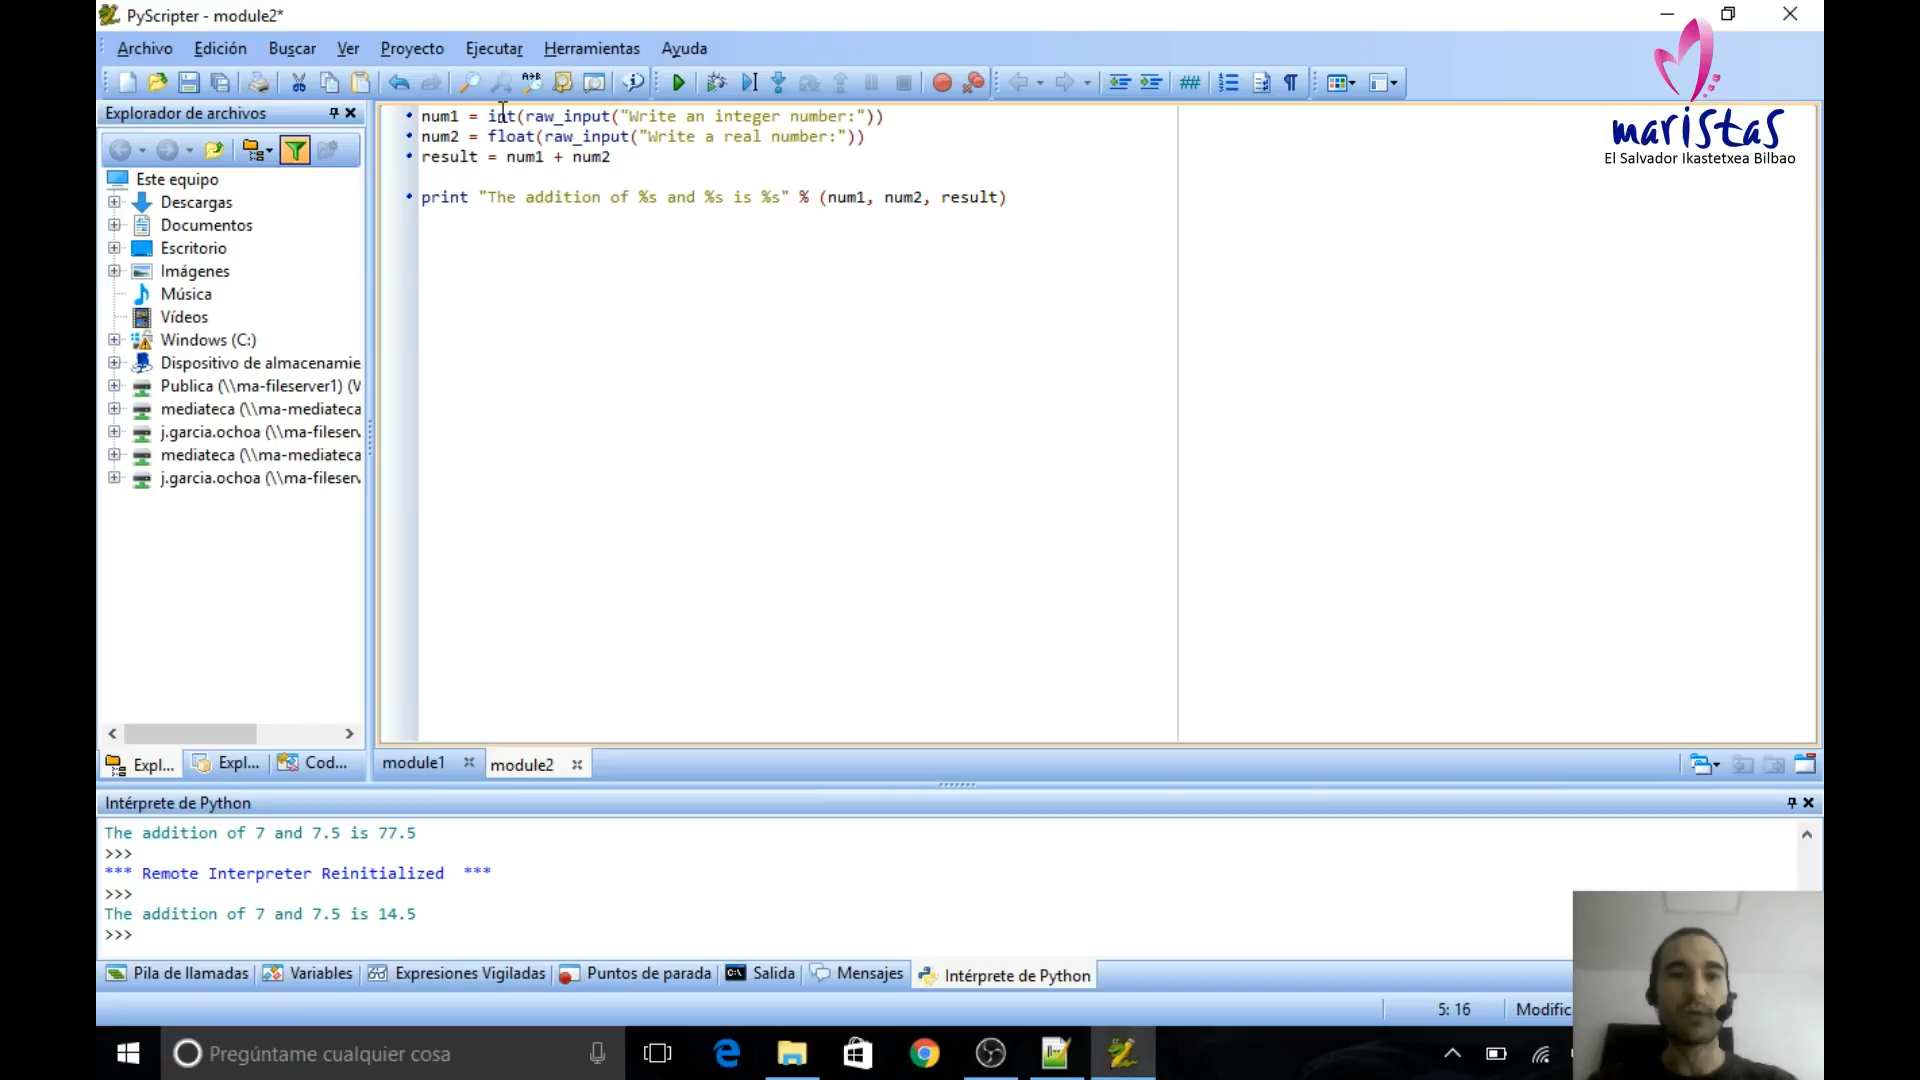 PyScripter - module2*
Archivo Edición Buscar Ver Proyecto Ejecutar Herramientas Ayuda
maristas
El Salvador Ikastetxea Bilbao
Explorador de archivos
Este equipo
Descargas
Documentos
Escritorio
Imágenes
Música
Vídeos
Windows (C:)
Dispositivo de almacenamie
Publica (\\ma-fileserver1) (V
mediateca (\\ma-mediateca
j.garcia.ochoa (\\ma-fileserv
mediateca (\\ma-mediateca
j.garcia.ochoa (\\ma-fileserv
Expl... Expl... Cod...
num1 = int(raw_input("Write an integer number:"))
num2 = float(raw_input("Write a real number:"))
result = num1 + num2
print "The addition of %s and %s is %s" % (num1, num2, result)
module1 module2
Intérprete de Python
The addition of 7 and 7.5 is 77.5
>>>
*** Remote Interpreter Reinitialized ***
>>>
The addition of 7 and 7.5 is 14.5
>>>
Pila de llamadas Variables Expresiones Vigiladas Puntos de parada Salida Mensajes Intérprete de Python
5: 16 Modific
Pregúntame cualquier cosa